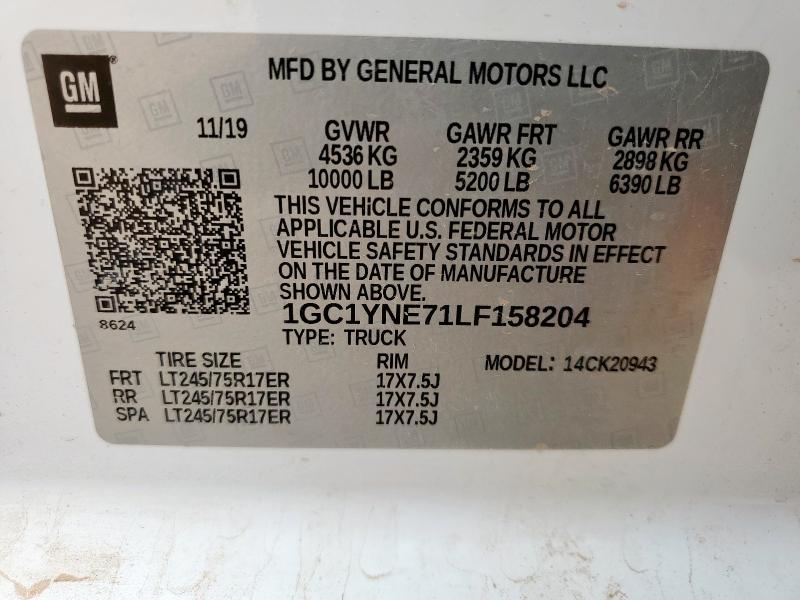 GM
MFD BY GENERAL MOTORS LLC
11/19 GVWR GAWR FRT GAWR RR
4536 KG 2359 KG 2898 KG
10000 LB 5200 LB 6390 LB
THIS VEHiCLE CONFORMS TO ALL
APPLICABLE U.S. FEDERAL MOTOR
VEHICLE SAFETY STANDARDS IN EFFECT
ON THE DATE OF MANUFACTURE
SHOWN ABOVE.
1GC1YNE71LF158204
8624
TYPE: TRUCK
TIRE SIZE RIM MODEL: 14CK20943
FRT LT245/75R17ER 17X7.5J
RR LT245/75R17ER 17X7.5J
SPA LT245/75R17ER 17X7.5J